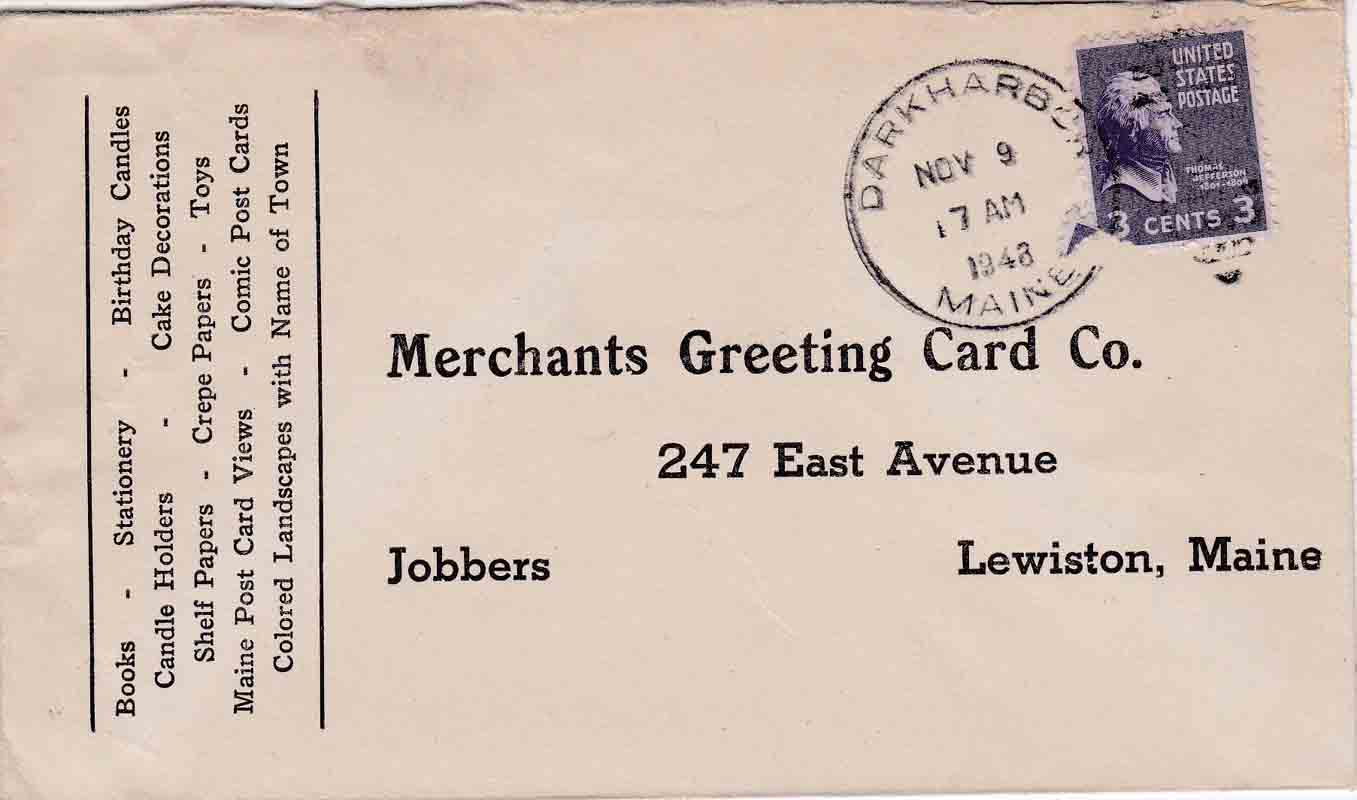 Books - Stationery - Birthday Candles
Candle Holders - Cake Decorations
Shelf Papers - Crepe Papers - Toys
Maine Post Card Views - Comic Post Cards
Colored Landscapes with Name of Town
DARKHARBOR
NOV 9
7 AM
1948
MAINE
UNITED
STATES
POSTAGE
THOMAS
JEFFERSON
1801-1809
3 CENTS 3
Merchants Greeting Card Co.
247 East Avenue
Jobbers Lewiston, Maine